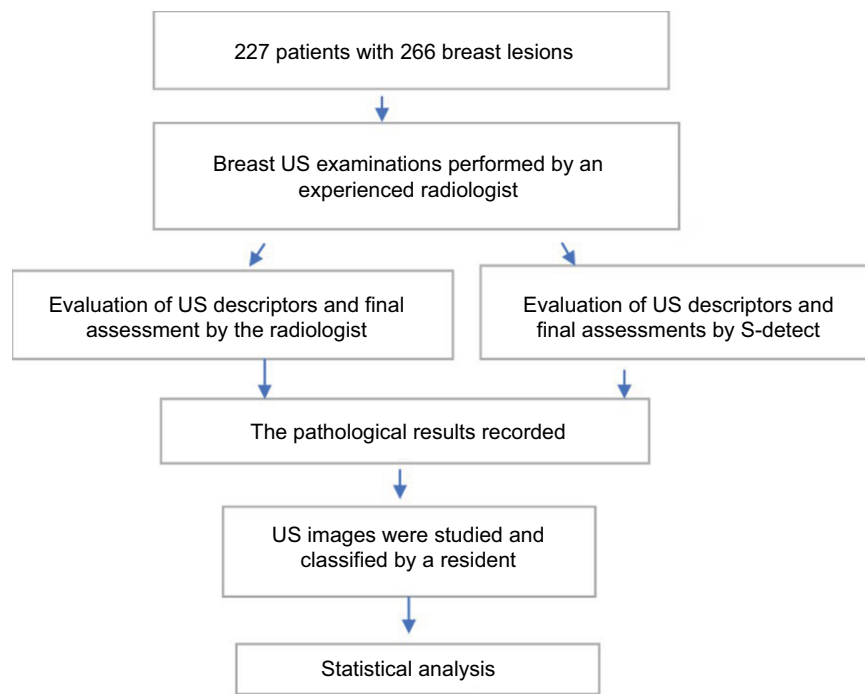 227 patients with 266 breast lesions
Breast US examinations performed by an
experienced radiologist
Evaluation of US descriptors and final
assessment by the radiologist
Evaluation of US descriptors and
final assessments by S-detect
The pathological results recorded
US images were studied and
classified by a resident
Statistical analysis